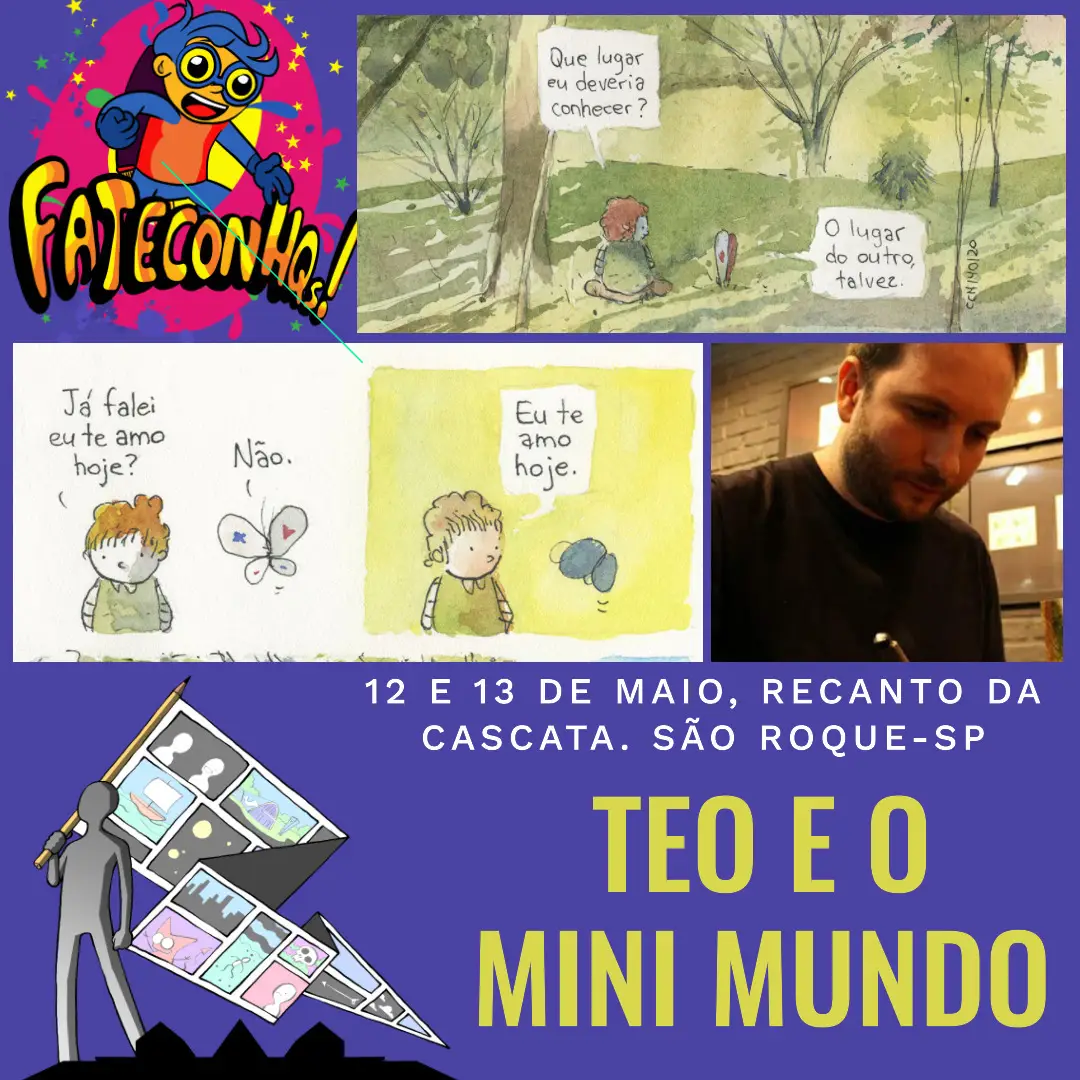 FATECONHQs!
Que lugar
eu deveria
conhecer?
O lugar
do outro,
talvez.
Já falei
eu te amo
hoje?
Não.
Eu te
amo
hoje.
12 E 13 DE MAIO, RECANTO DA
CASCATA. SÃO ROQUE-SP
TEO E O
MINI MUNDO